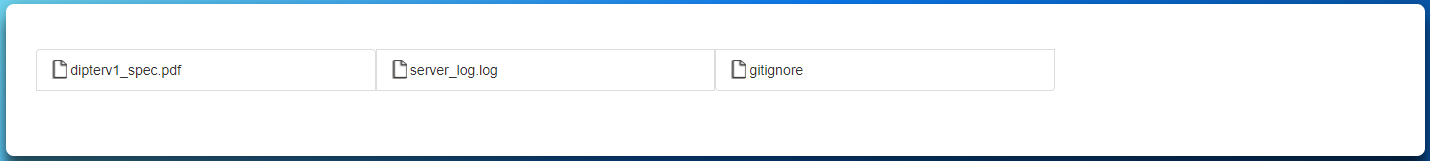 dipterv1_spec.pdf
server_log.log
gitignore